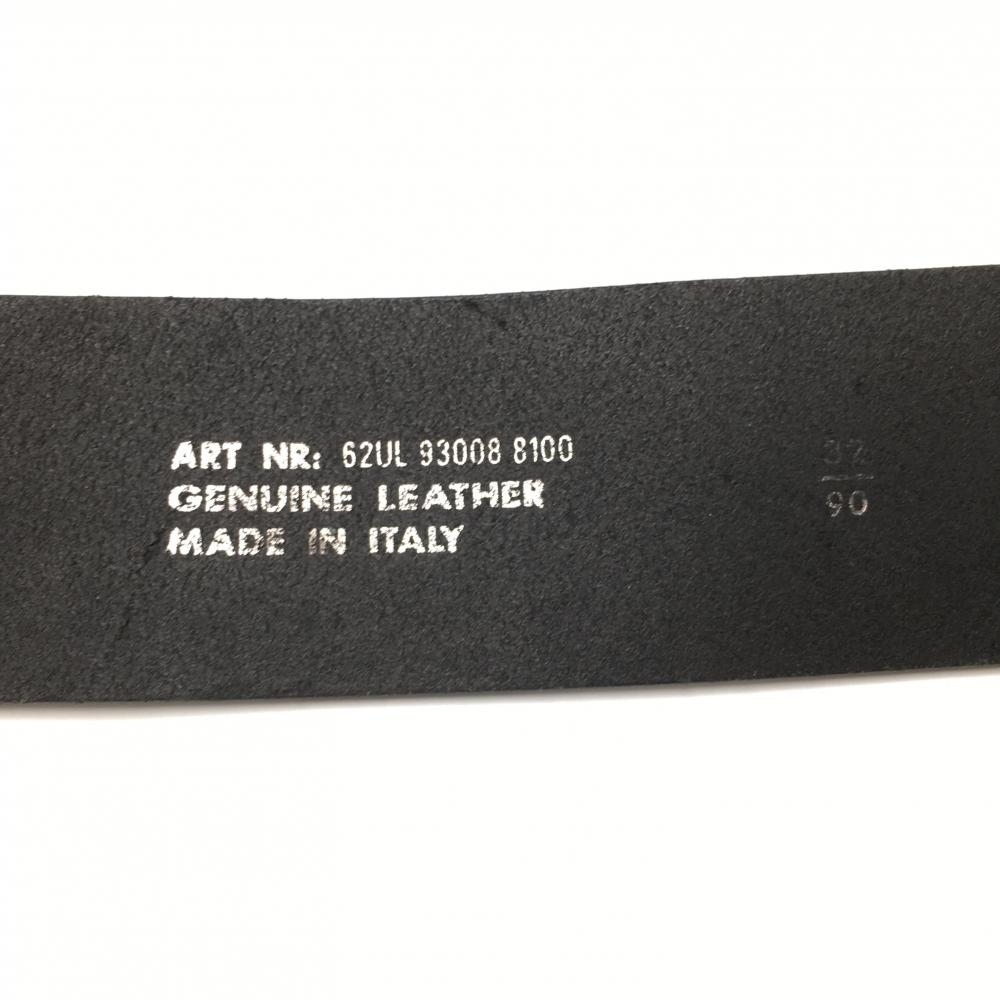 ART NR: 62UL 93008 8100
GENUINE LEATHER
MADE IN ITALY
32
90